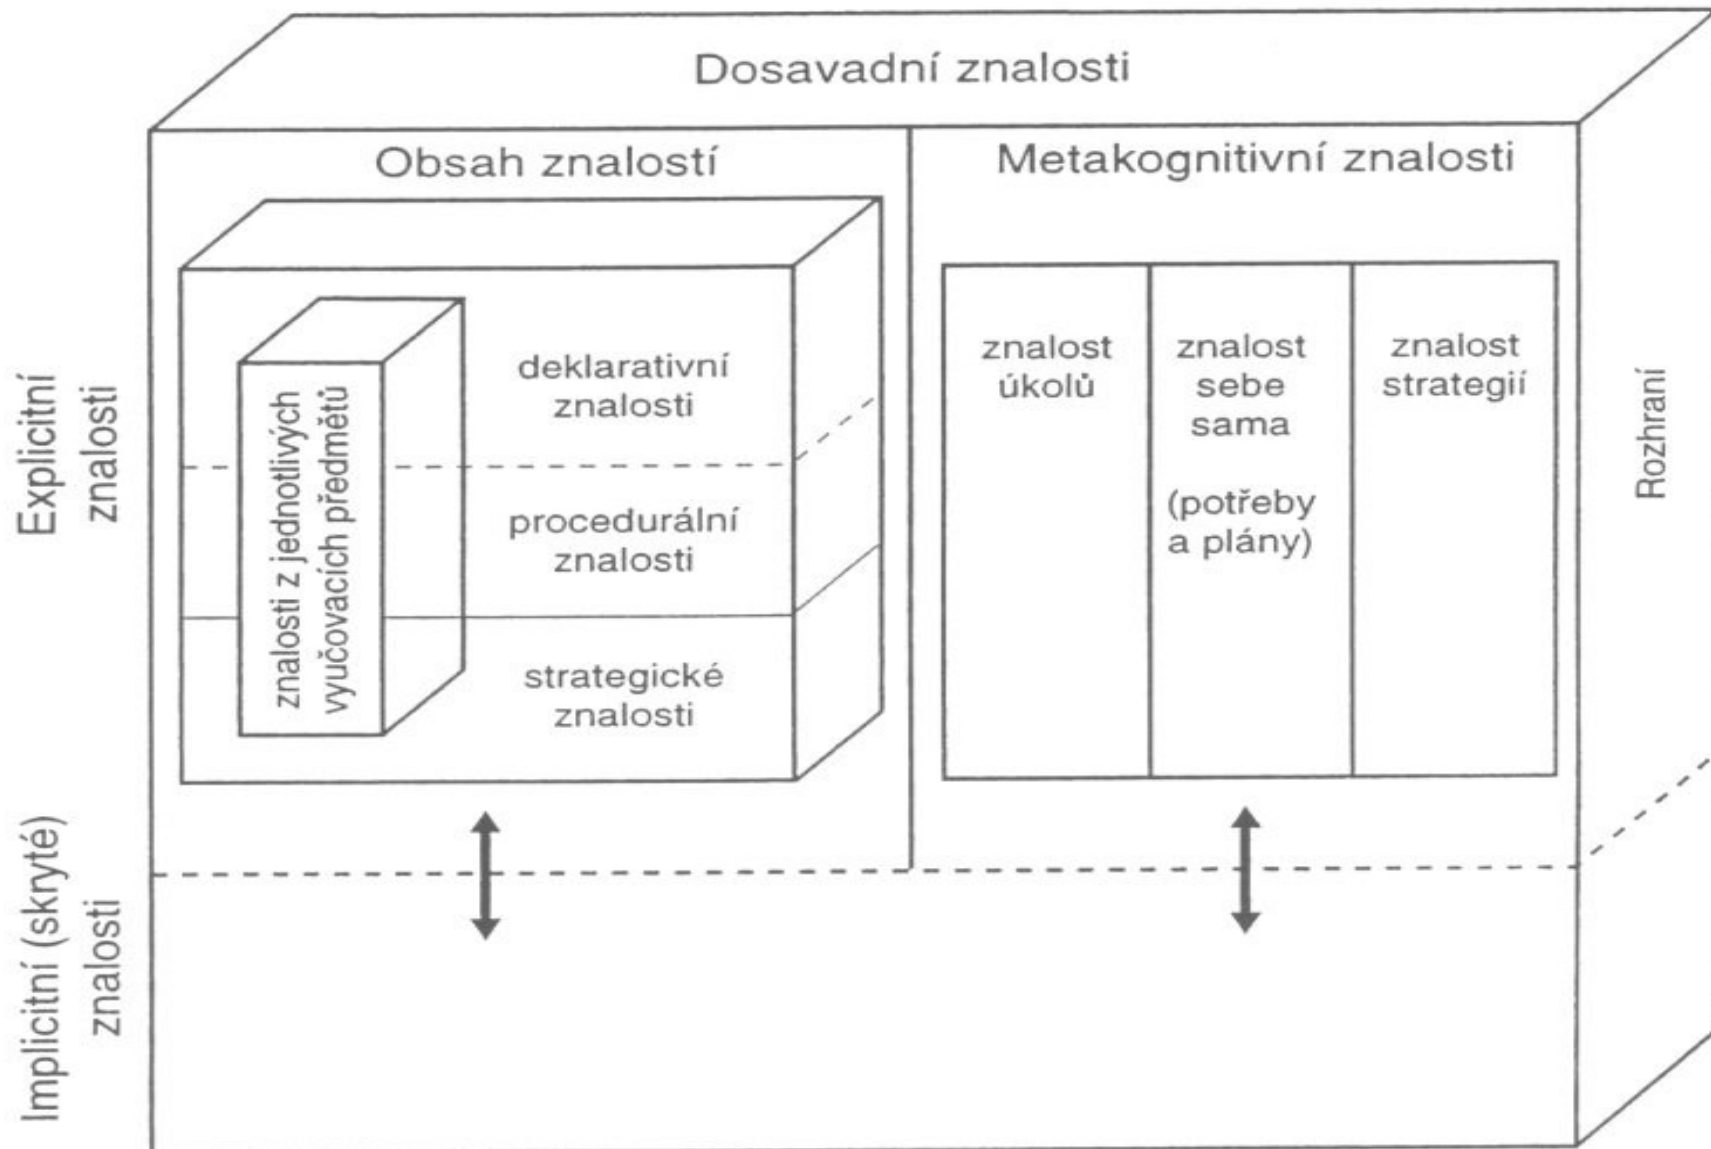 Dosavadní znalosti
Obsah znalostí
Metakognitivní znalosti
Explicitní
znalosti
znalosti z jednotlivých
vyučovacích předmětů
deklarativní
znalosti
procedurální
znalosti
strategické
znalosti
znalost
úkolů
znalost
sebe
sama
(potřeby
a plány)
znalost
strategií
Rozhraní
Implicitní (skryté)
znalosti